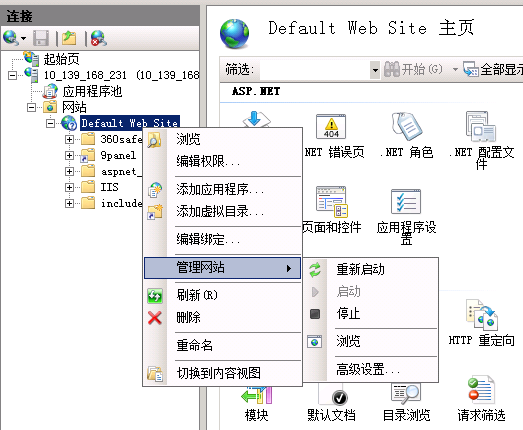 连接
起始页
10_139_168_231 (10_139_168
应用程序池
网站
Default Web Site
360safe
9panel
aspnet_
IIS
include
浏览
编辑权限...
添加应用程序...
添加虚拟目录...
编辑绑定...
管理网站
刷新(R)
删除
重命名
切换到内容视图
重新启动
启动
停止
浏览
高级设置...
Default Web Site 主页
筛选:
开始(G)
全部显示
ASP.NET
.NET 错误页
404
.NET 角色
.NET 配置文件
页面和控件
应用程序设置
HTTP 重定向
模块
默认文档
目录浏览
请求筛选